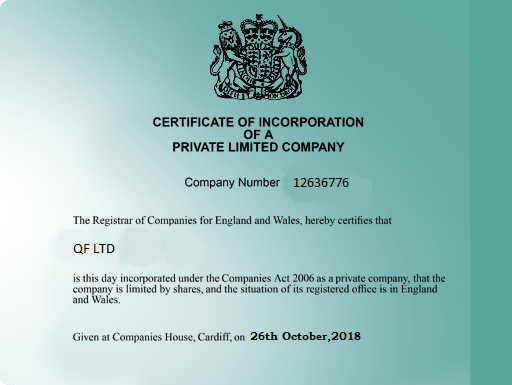 CERTIFICATE OF INCORPORATION
OF A
PRIVATE LIMITED COMPANY
Company Number 12636776
The Registrar of Companies for England and Wales, hereby certifies that
QF LTD
is this day incorporated under the Companies Act 2006 as a private company, that the
company is limited by shares, and the situation of its registered office is in England
and Wales.
Given at Companies House, Cardiff, on 26th October,2018